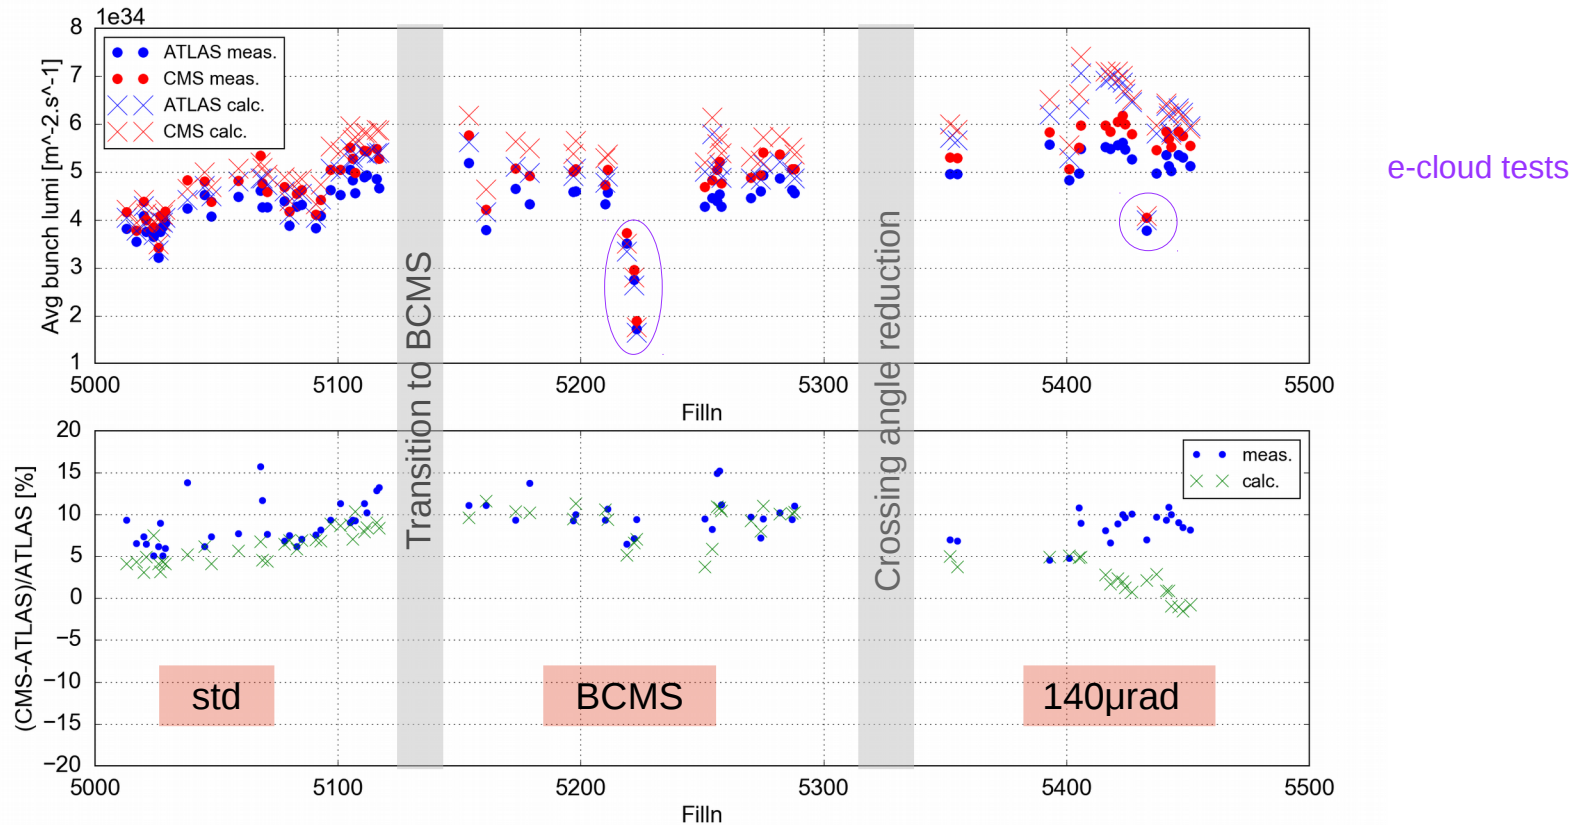 1e34
8
7
6
5
4
3
2
1
Avg bunch lumi [m^-2.s^-1]
ATLAS meas.
CMS meas.
ATLAS calc.
CMS calc.
e-cloud tests
5000 5100 5200 5300 5400 5500
Filln
Transition to BCMS
Crossing angle reduction
20
15
10
5
0
−5
−10
−15
−20
(CMS-ATLAS)/ATLAS [%]
meas.
calc.
std
BCMS
140μrad
5000 5100 5200 5300 5400 5500
Filln